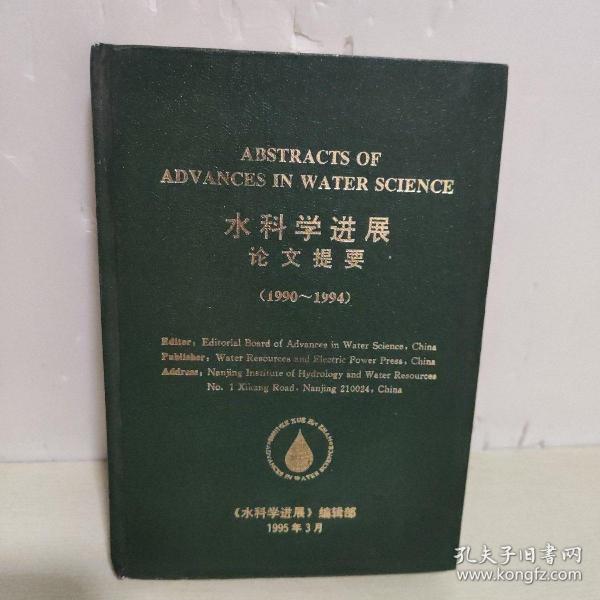 ABSTRACTS OF
ADVANCES IN WATER SCIENCE
水科学进展
论文提要
(1990～1994)
Editor: Editorial Board of Advances in Water Science, China
Publisher: Water Resources and Electric Power Press, China
Address: Nanjing Institute of Hydrology and Water Resources
No. 1 Xikang Road, Nanjing 210024, China
SHUIKE XUE JIN ZHAN
ADVANCES IN WATER SCIENCE
《水科学进展》编辑部
1995年3月
孔夫子旧书网
www.kongfz.com